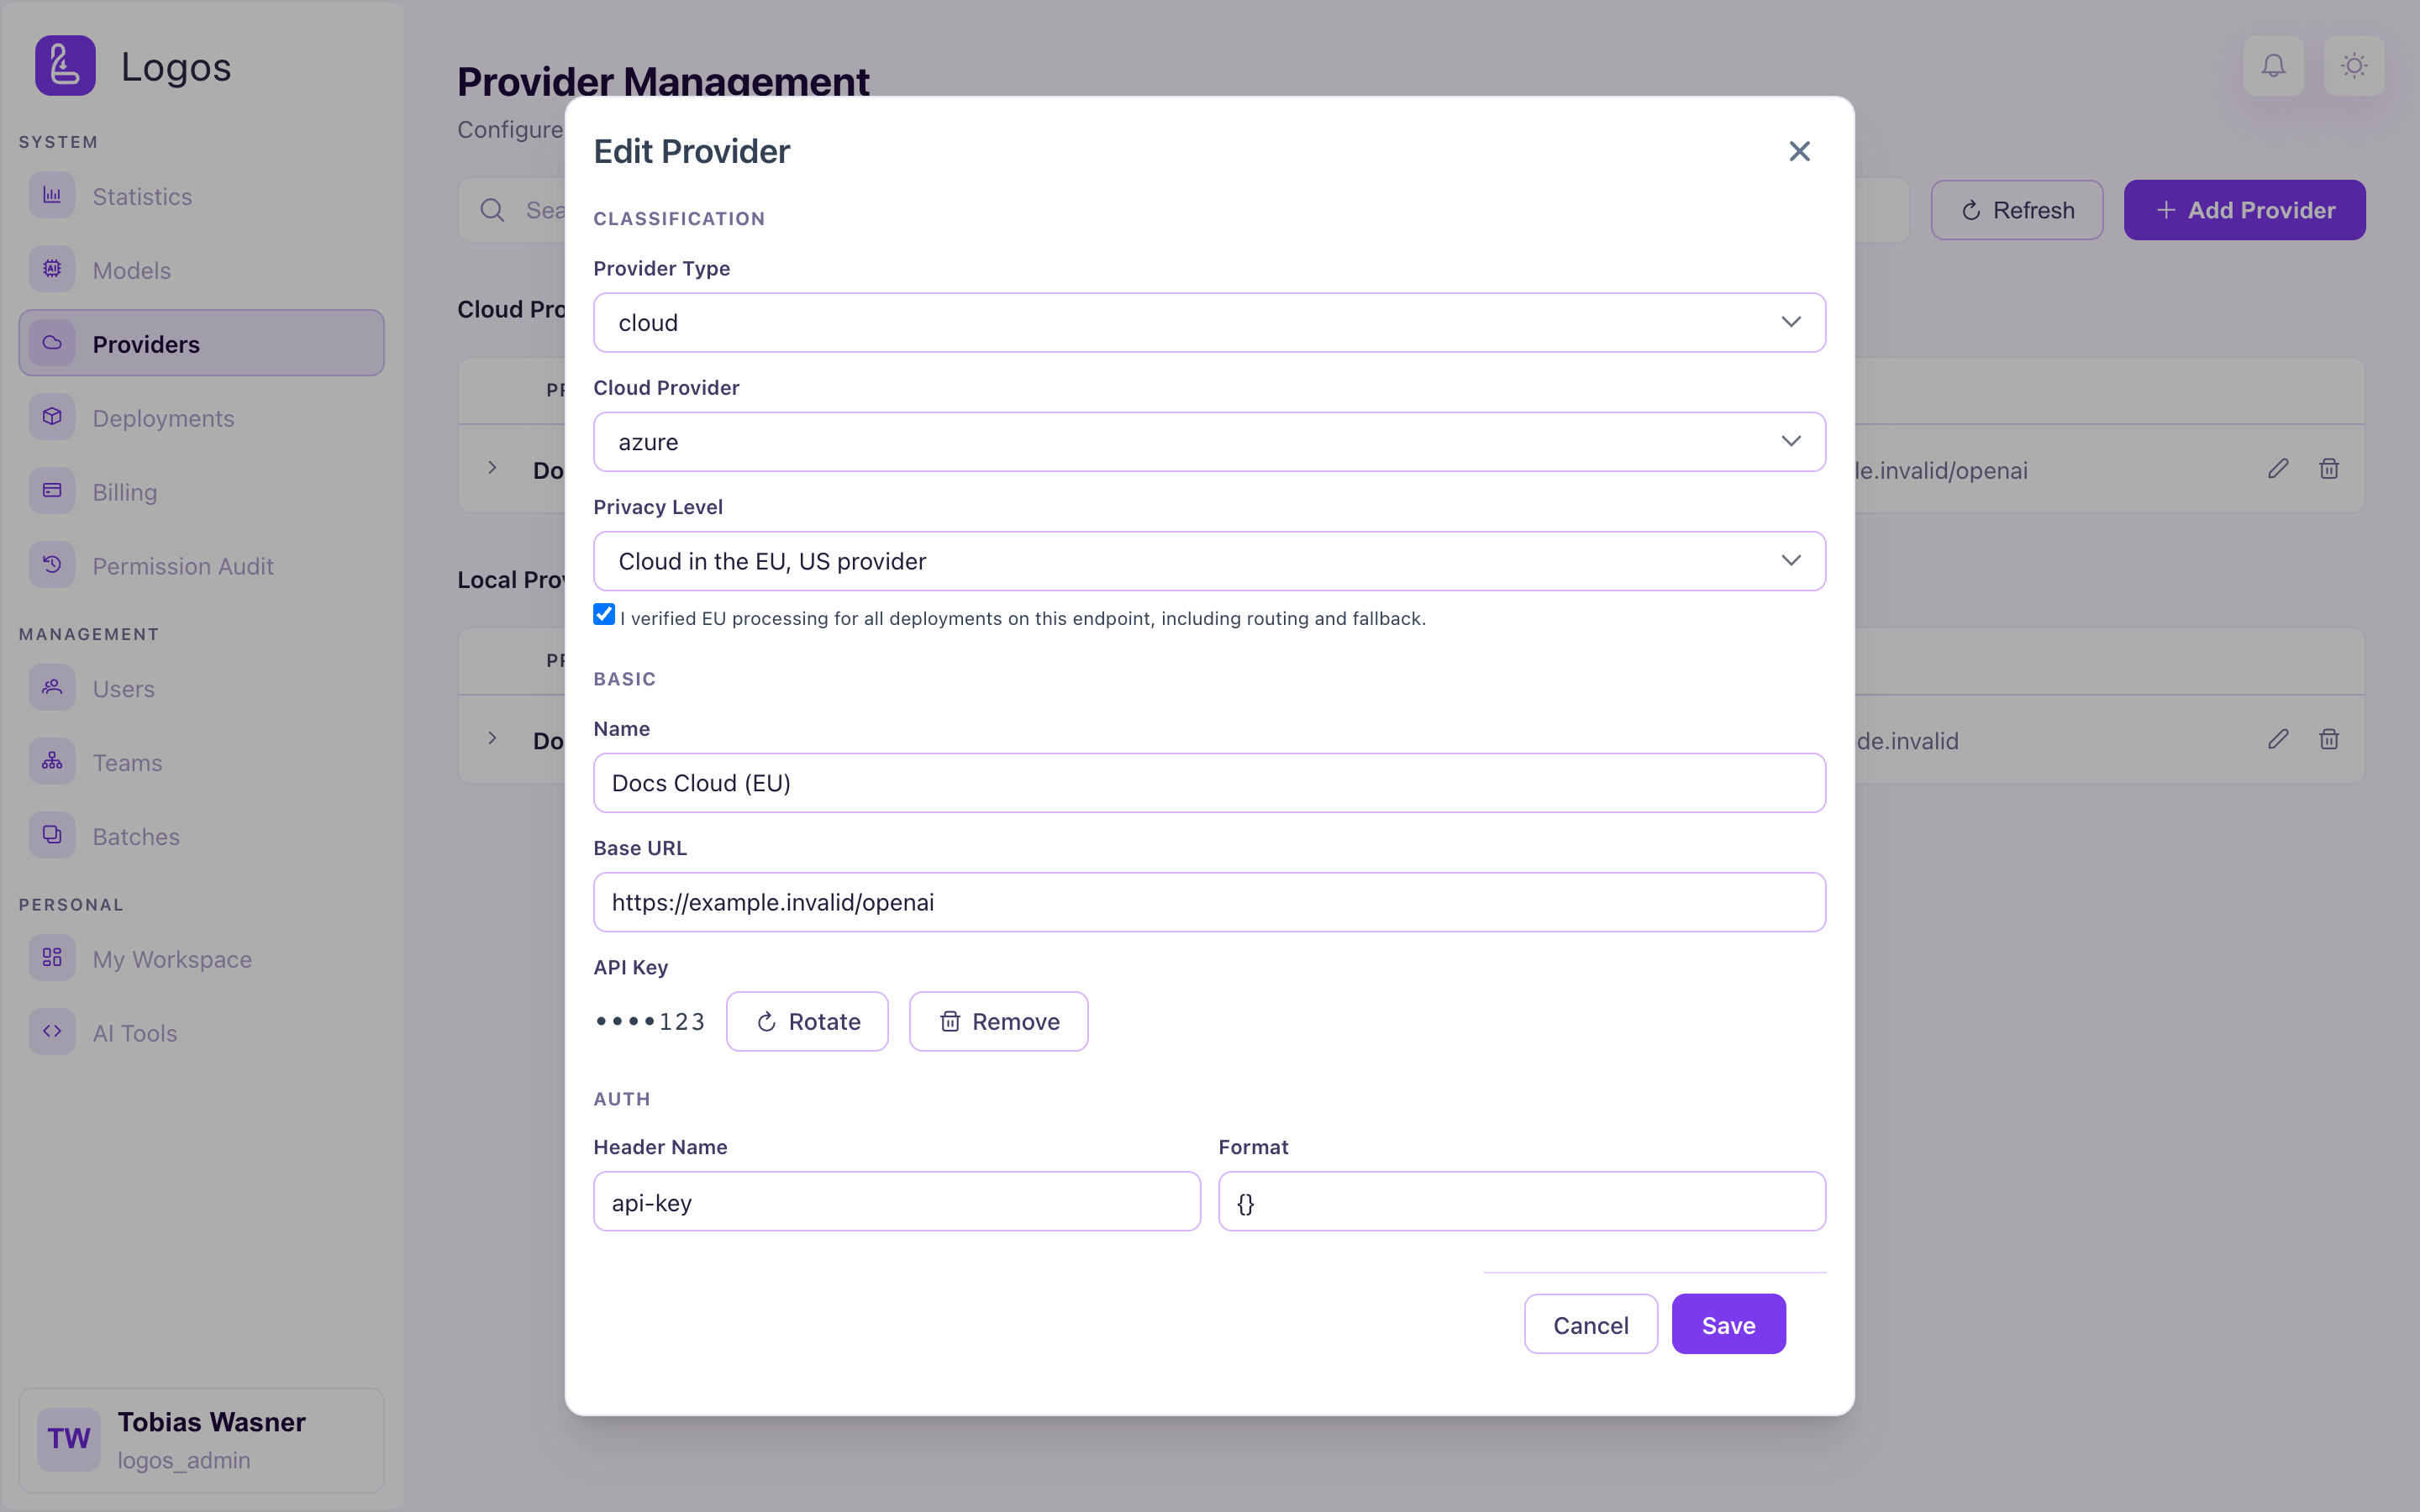 Logos
SYSTEM
Statistics
Models
Providers
Deployments
Billing
Permission Audit
MANAGEMENT
Users
Teams
Batches
PERSONAL
My Workspace
AI Tools
TW
Tobias Wasner
logos_admin
Provider Management
Configure
Refresh
+ Add Provider
Cloud Pro
le.invalid/openai
Local Prov
de.invalid
Edit Provider
CLASSIFICATION
Provider Type
cloud
Cloud Provider
azure
Privacy Level
Cloud in the EU, US provider
I verified EU processing for all deployments on this endpoint, including routing and fallback.
BASIC
Name
Docs Cloud (EU)
Base URL
https://example.invalid/openai
API Key
••••123
Rotate
Remove
AUTH
Header Name
Format
api-key
{}
Cancel
Save